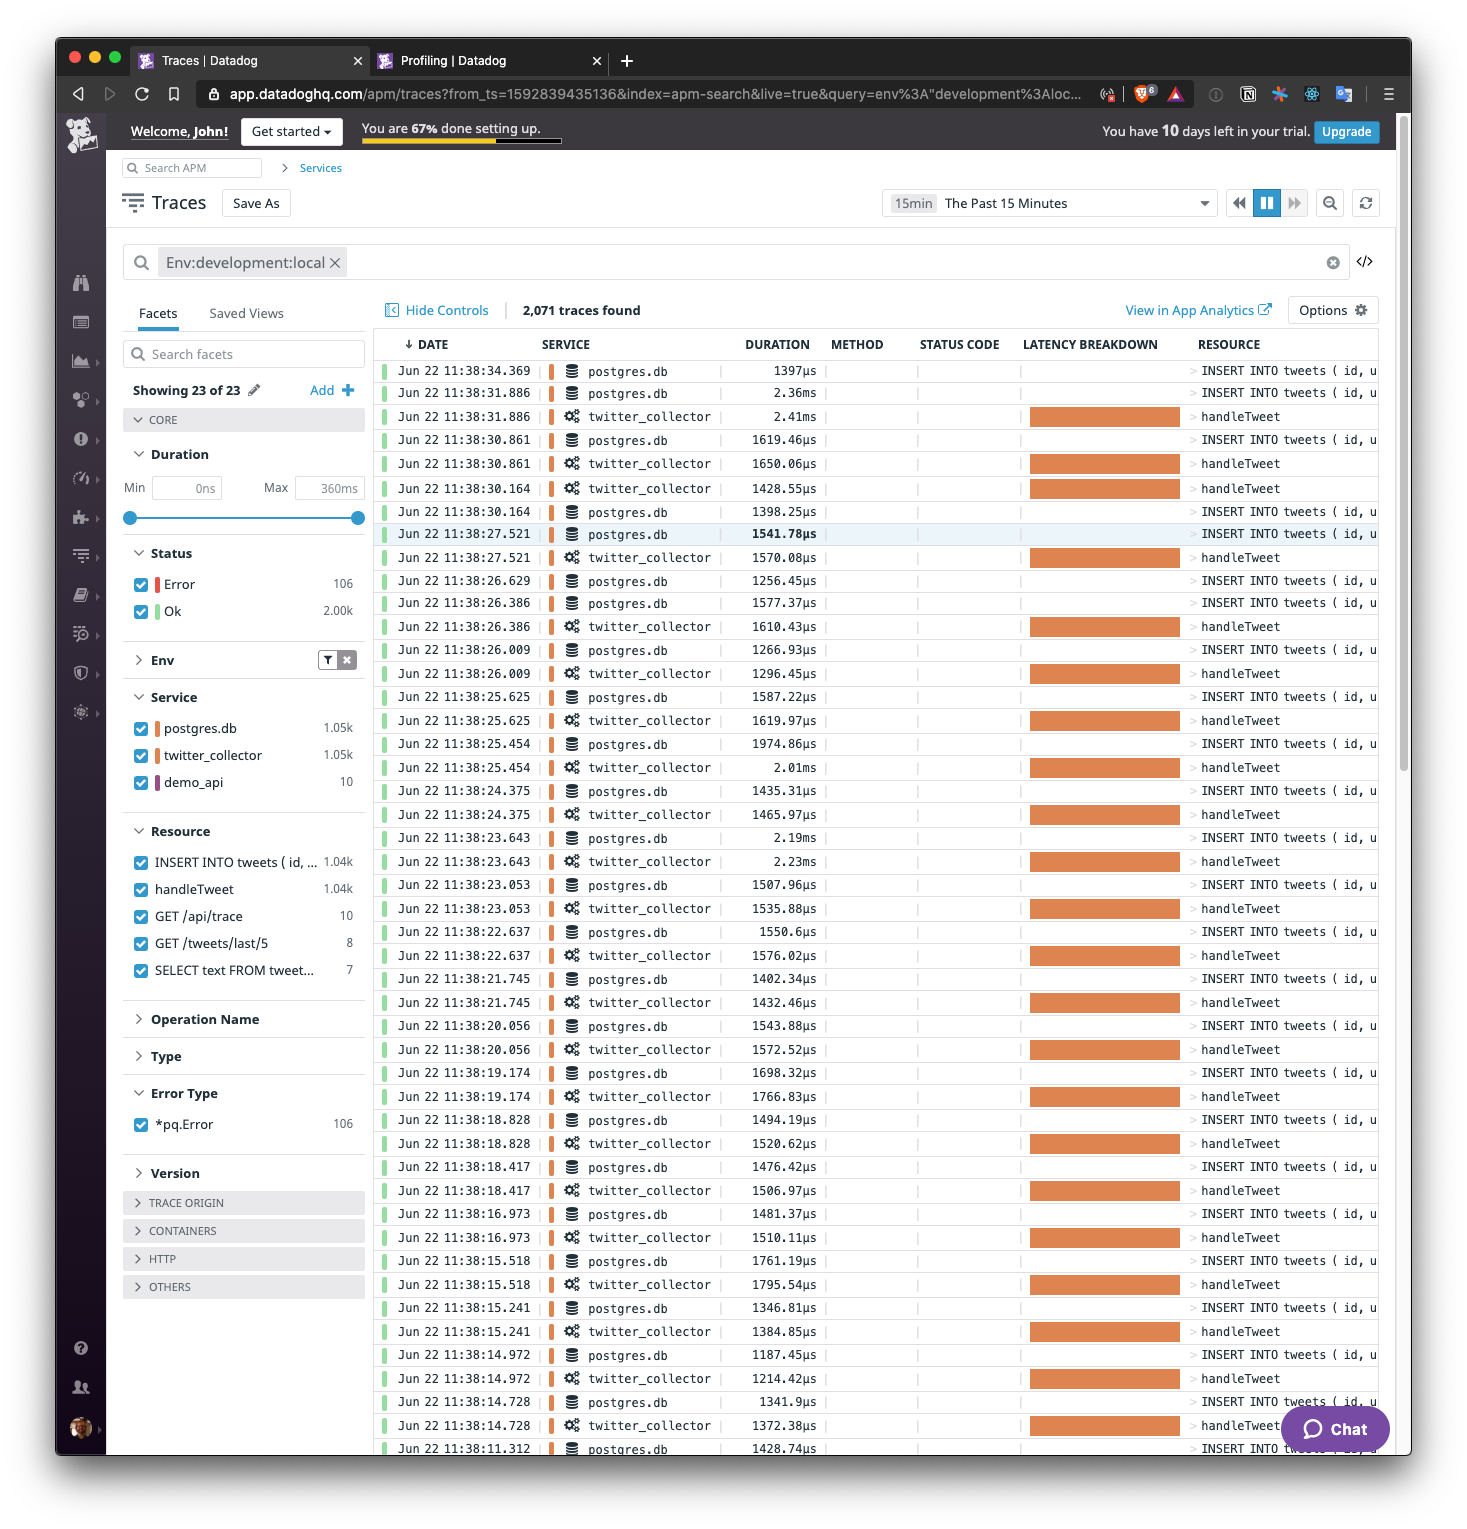 Traces | Datadog
Profiling | Datadog
app.datadoghq.com/apm/traces?from_ts=1592839435136&index=apm-search&live=true&query=env%3A"development%3Aloc...
6
Welcome, John!
Get started
You are 67% done setting up.
You have 10 days left in your trial.
Upgrade
Search APM
Services
Traces
Save As
15min The Past 15 Minutes
Env:development:local
</>
Facets
Saved Views
Hide Controls
2,071 traces found
View in App Analytics
Options
Search facets
Showing 23 of 23
Add
CORE
Duration
Min 0ns Max 360ms
Status
Error 106
Ok 2.00k
Env
Service
postgres.db 1.05k
twitter_collector 1.05k
demo_api 10
Resource
INSERT INTO tweets ( id, ... 1.04k
handleTweet 1.04k
GET /api/trace 10
GET /tweets/last/5 8
SELECT text FROM tweet... 7
Operation Name
Type
Error Type
*pq.Error 106
Version
TRACE ORIGIN
CONTAINERS
HTTP
OTHERS
DATE SERVICE DURATION METHOD STATUS CODE LATENCY BREAKDOWN RESOURCE
Jun 22 11:38:34.369 postgres.db 1397µs INSERT INTO tweets ( id, u
Jun 22 11:38:31.886 postgres.db 2.36ms INSERT INTO tweets ( id, u
Jun 22 11:38:31.886 twitter_collector 2.41ms handleTweet
Jun 22 11:38:30.861 postgres.db 1619.46µs INSERT INTO tweets ( id, u
Jun 22 11:38:30.861 twitter_collector 1650.06µs handleTweet
Jun 22 11:38:30.164 twitter_collector 1428.55µs handleTweet
Jun 22 11:38:30.164 postgres.db 1398.25µs INSERT INTO tweets ( id, u
Jun 22 11:38:27.521 postgres.db 1541.78µs INSERT INTO tweets ( id, u
Jun 22 11:38:27.521 twitter_collector 1570.08µs handleTweet
Jun 22 11:38:26.629 postgres.db 1256.45µs INSERT INTO tweets ( id, u
Jun 22 11:38:26.386 postgres.db 1577.37µs INSERT INTO tweets ( id, u
Jun 22 11:38:26.386 twitter_collector 1610.43µs handleTweet
Jun 22 11:38:26.009 postgres.db 1266.93µs INSERT INTO tweets ( id, u
Jun 22 11:38:26.009 twitter_collector 1296.45µs handleTweet
Jun 22 11:38:25.625 postgres.db 1587.22µs INSERT INTO tweets ( id, u
Jun 22 11:38:25.625 twitter_collector 1619.97µs handleTweet
Jun 22 11:38:25.454 postgres.db 1974.86µs INSERT INTO tweets ( id, u
Jun 22 11:38:25.454 twitter_collector 2.01ms handleTweet
Jun 22 11:38:24.375 postgres.db 1435.31µs INSERT INTO tweets ( id, u
Jun 22 11:38:24.375 twitter_collector 1465.97µs handleTweet
Jun 22 11:38:23.643 postgres.db 2.19ms INSERT INTO tweets ( id, u
Jun 22 11:38:23.643 twitter_collector 2.23ms handleTweet
Jun 22 11:38:23.053 postgres.db 1507.96µs INSERT INTO tweets ( id, u
Jun 22 11:38:23.053 twitter_collector 1535.88µs handleTweet
Jun 22 11:38:22.637 postgres.db 1550.6µs INSERT INTO tweets ( id, u
Jun 22 11:38:22.637 twitter_collector 1576.02µs handleTweet
Jun 22 11:38:21.745 postgres.db 1402.34µs INSERT INTO tweets ( id, u
Jun 22 11:38:21.745 twitter_collector 1432.46µs handleTweet
Jun 22 11:38:20.056 postgres.db 1543.88µs INSERT INTO tweets ( id, u
Jun 22 11:38:20.056 twitter_collector 1572.52µs handleTweet
Jun 22 11:38:19.174 postgres.db 1698.32µs INSERT INTO tweets ( id, u
Jun 22 11:38:19.174 twitter_collector 1766.83µs handleTweet
Jun 22 11:38:18.828 postgres.db 1494.19µs INSERT INTO tweets ( id, u
Jun 22 11:38:18.828 twitter_collector 1520.62µs handleTweet
Jun 22 11:38:18.417 postgres.db 1476.42µs INSERT INTO tweets ( id, u
Jun 22 11:38:18.417 twitter_collector 1506.97µs handleTweet
Jun 22 11:38:16.973 postgres.db 1481.37µs INSERT INTO tweets ( id, u
Jun 22 11:38:16.973 twitter_collector 1510.11µs handleTweet
Jun 22 11:38:15.518 postgres.db 1761.19µs INSERT INTO tweets ( id, u
Jun 22 11:38:15.518 twitter_collector 1795.54µs handleTweet
Jun 22 11:38:15.241 postgres.db 1346.81µs INSERT INTO tweets ( id, u
Jun 22 11:38:15.241 twitter_collector 1384.85µs handleTweet
Jun 22 11:38:14.972 postgres.db 1187.45µs INSERT INTO tweets ( id, u
Jun 22 11:38:14.972 twitter_collector 1214.42µs handleTweet
Jun 22 11:38:14.728 postgres.db 1341.9µs INSERT INTO tweets ( id, u
Jun 22 11:38:14.728 twitter_collector 1372.38µs handleTweet
Jun 22 11:38:11.312 postgres.db 1428.74µs INSERT INTO tweets ( id, u
Chat